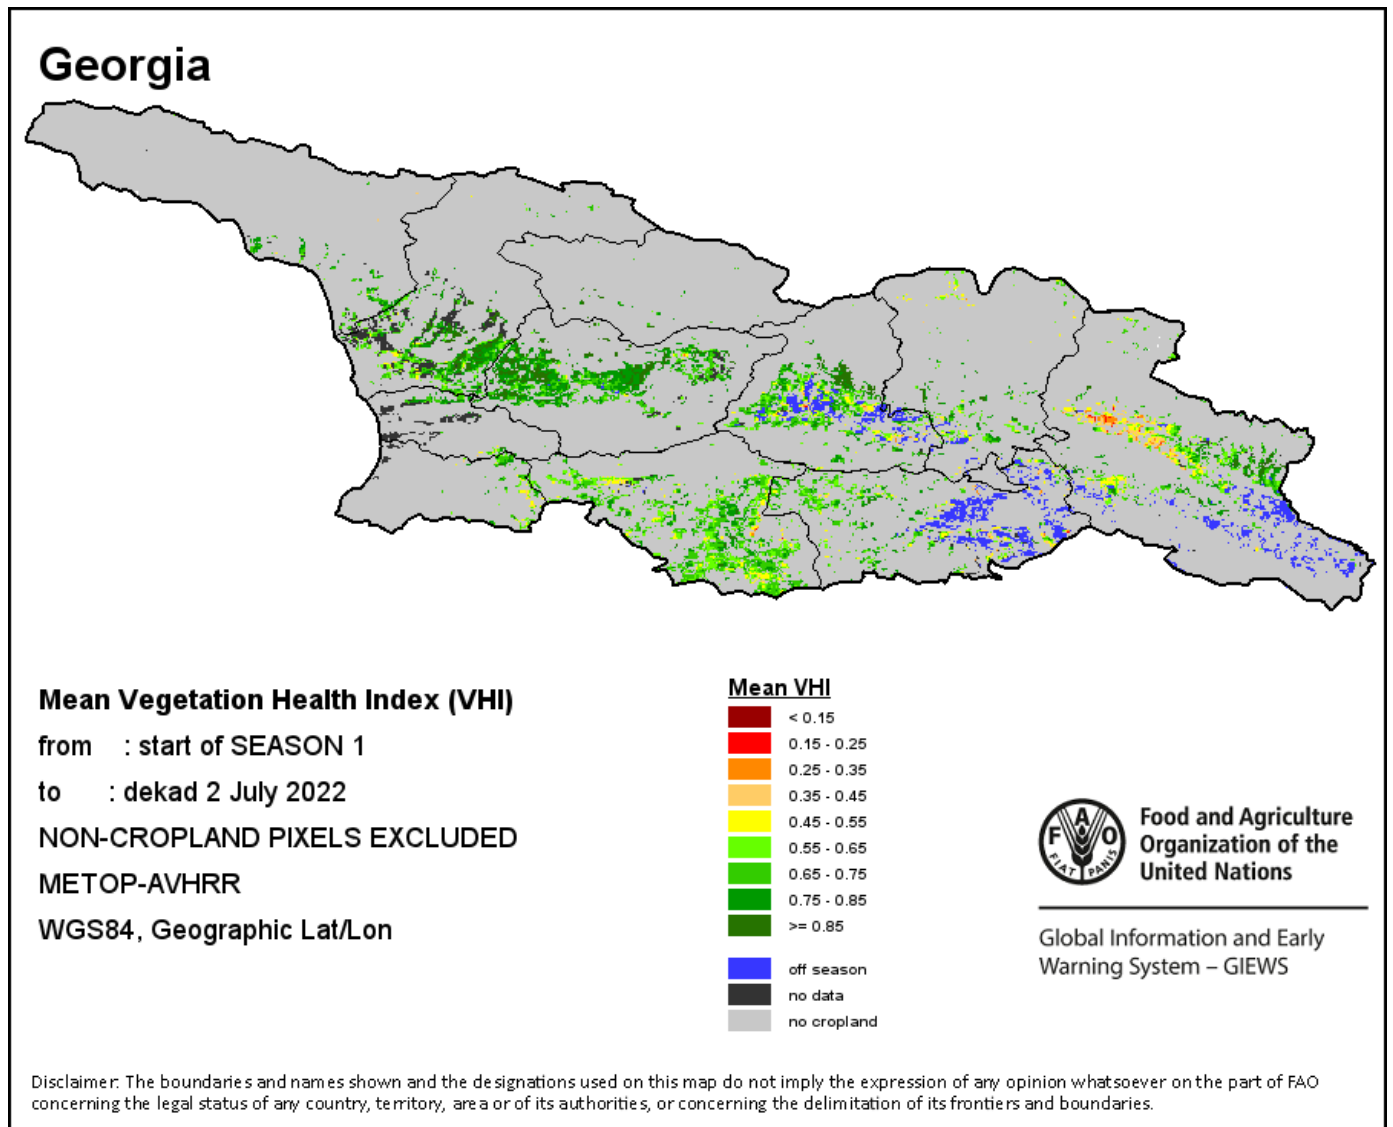 Georgia
Mean Vegetation Health Index (VHI)
from : start of SEASON 1
to : dekad 2 July 2022
NON-CROPLAND PIXELS EXCLUDED
METOP-AVHRR
WGS84, Geographic Lat/Lon
Mean VHI
< 0.15
0.15 - 0.25
0.25 - 0.35
0.35 - 0.45
0.45 - 0.55
0.55 - 0.65
0.65 - 0.75
0.75 - 0.85
>= 0.85
off season
no data
no cropland
F A O
FIAT PANIS
Food and Agriculture
Organization of the
United Nations
Global Information and Early
Warning System – GIEWS
Disclaimer: The boundaries and names shown and the designations used on this map do not imply the expression of any opinion whatsoever on the part of FAO
concerning the legal status of any country, territory, area or of its authorities, or concerning the delimitation of its frontiers and boundaries.